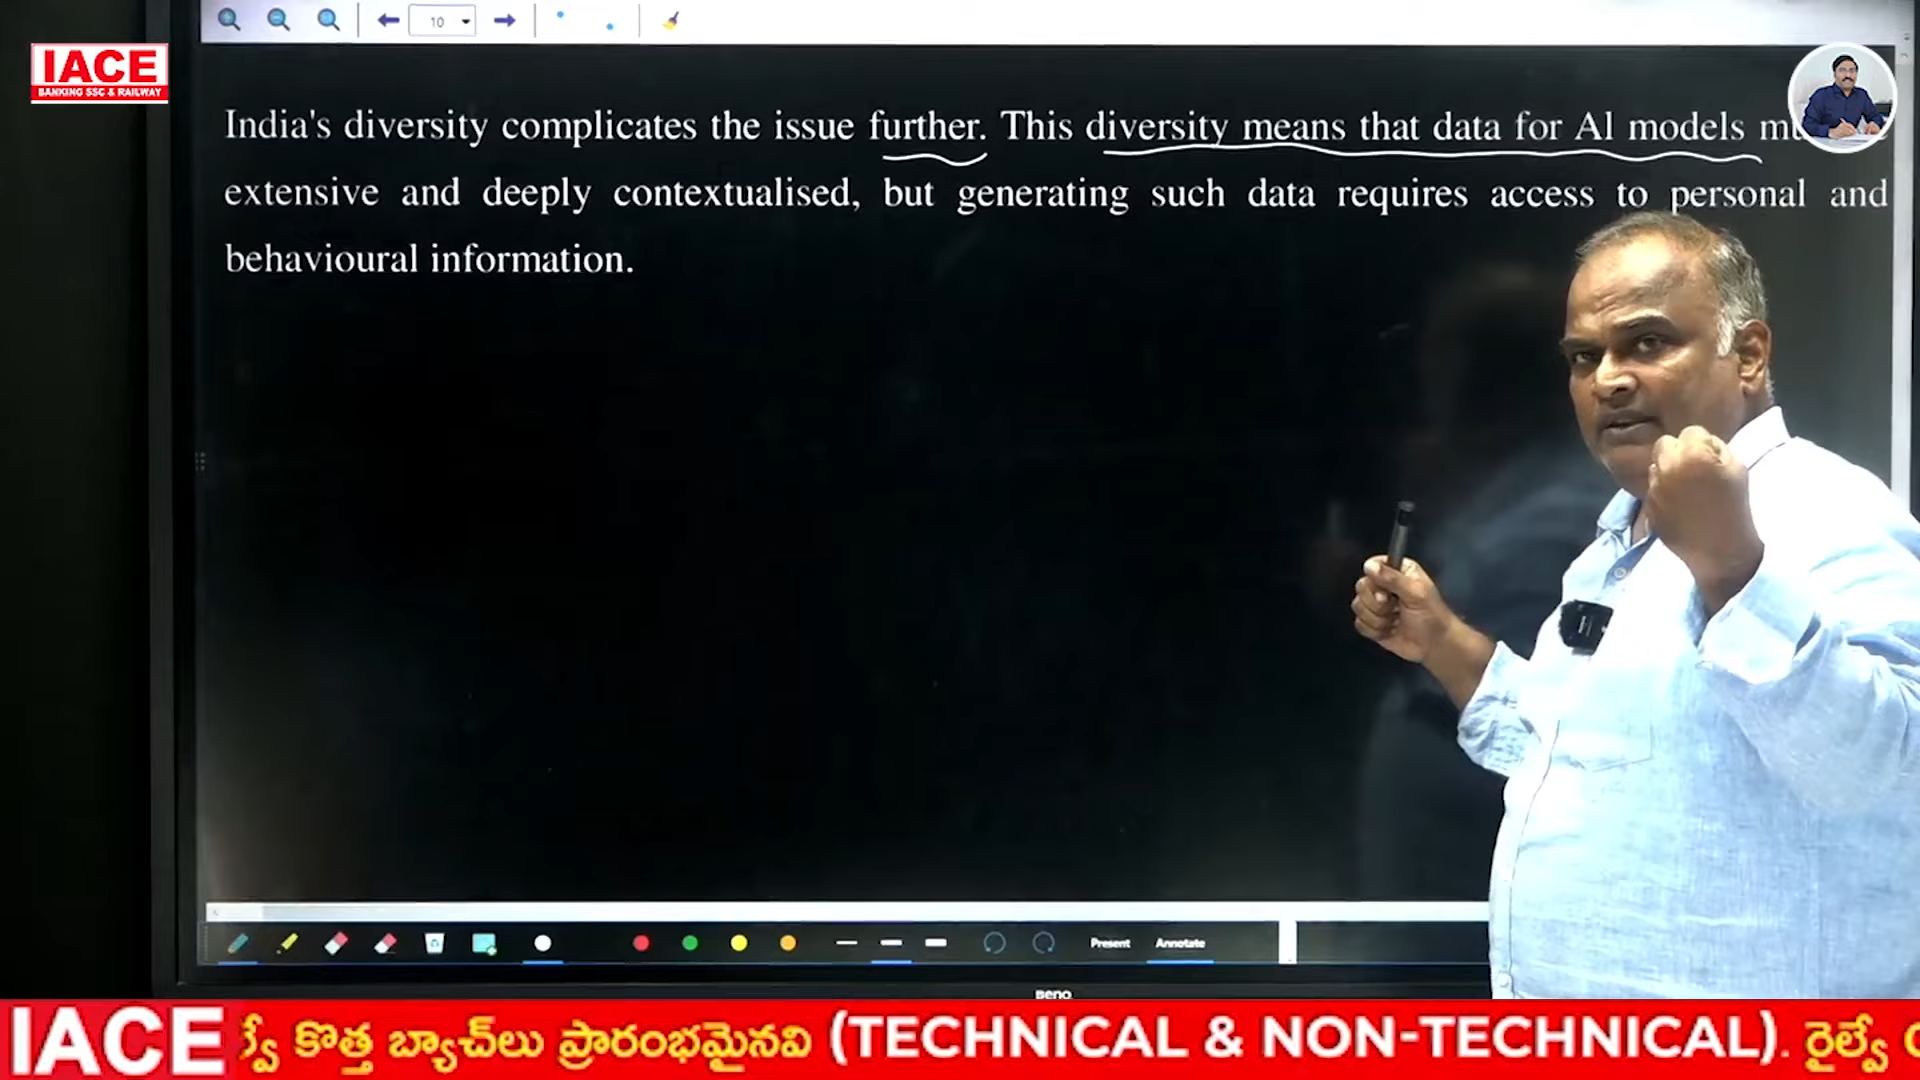 10
IACE
BANKING SSC & RAILWAY
India's diversity complicates the issue further. This diversity means that data for Al models
extensive and deeply contextualised, but generating such data requires access to personal and
behavioural information.
Present Annotate
BenQ
IACE కొత్త బ్యాచ్‌లు ప్రారంభమైనవి (TECHNICAL & NON-TECHNICAL). రైల్వే